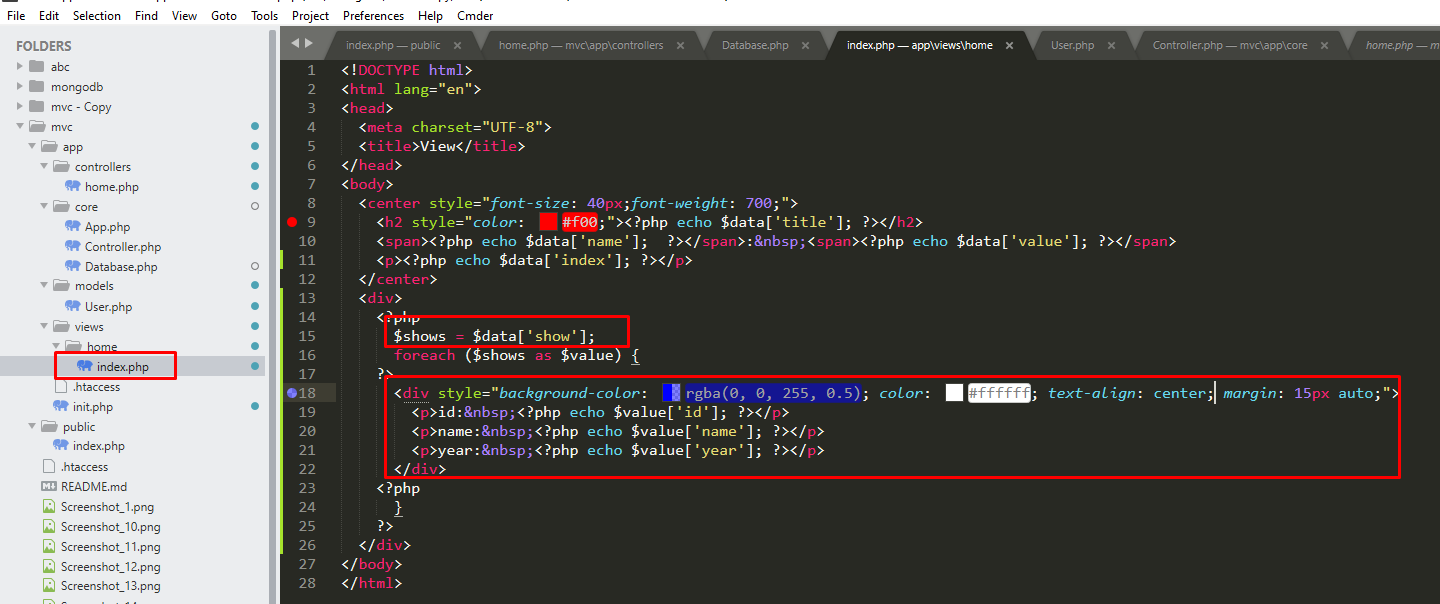 File Edit Selection Find View Goto Tools Project Preferences Help Cmder
FOLDERS
abc
mongodb
mvc - Copy
mvc
app
controllers
home.php
core
App.php
Controller.php
Database.php
models
User.php
views
home
index.php
.htaccess
init.php
public
index.php
.htaccess
README.md
Screenshot_1.png
Screenshot_10.png
Screenshot_11.png
Screenshot_12.png
Screenshot_13.png
index.php — public × home.php — mvc\app\controllers × Database.php × index.php — app\views\home × User.php × Controller.php — mvc\app\core × home.php — m
1 <!DOCTYPE html>
2 <html lang="en">
3 <head>
4 <meta charset="UTF-8">
5 <title>View</title>
6 </head>
7 <body>
8 <center style="font-size: 40px;font-weight: 700;">
9 <h2 style="color: #f00;"><?php echo $data['title']; ?></h2>
10 <span><?php echo $data['name'];  ?></span>:&nbsp;<span><?php echo $data['value']; ?></span>
11 <p><?php echo $data['index']; ?></p>
12 </center>
13 <div>
14 <?php
15 $shows = $data['show'];
16 foreach ($shows as $value) {
17 ?>
18 <div style="background-color: rgba(0, 0, 255, 0.5); color: #ffffff; text-align: center; margin: 15px auto;">
19 <p>id:&nbsp;<?php echo $value['id']; ?></p>
20 <p>name:&nbsp;<?php echo $value['name']; ?></p>
21 <p>year:&nbsp;<?php echo $value['year']; ?></p>
22 </div>
23 <?php
24 }
25 ?>
26 </div>
27 </body>
28 </html>